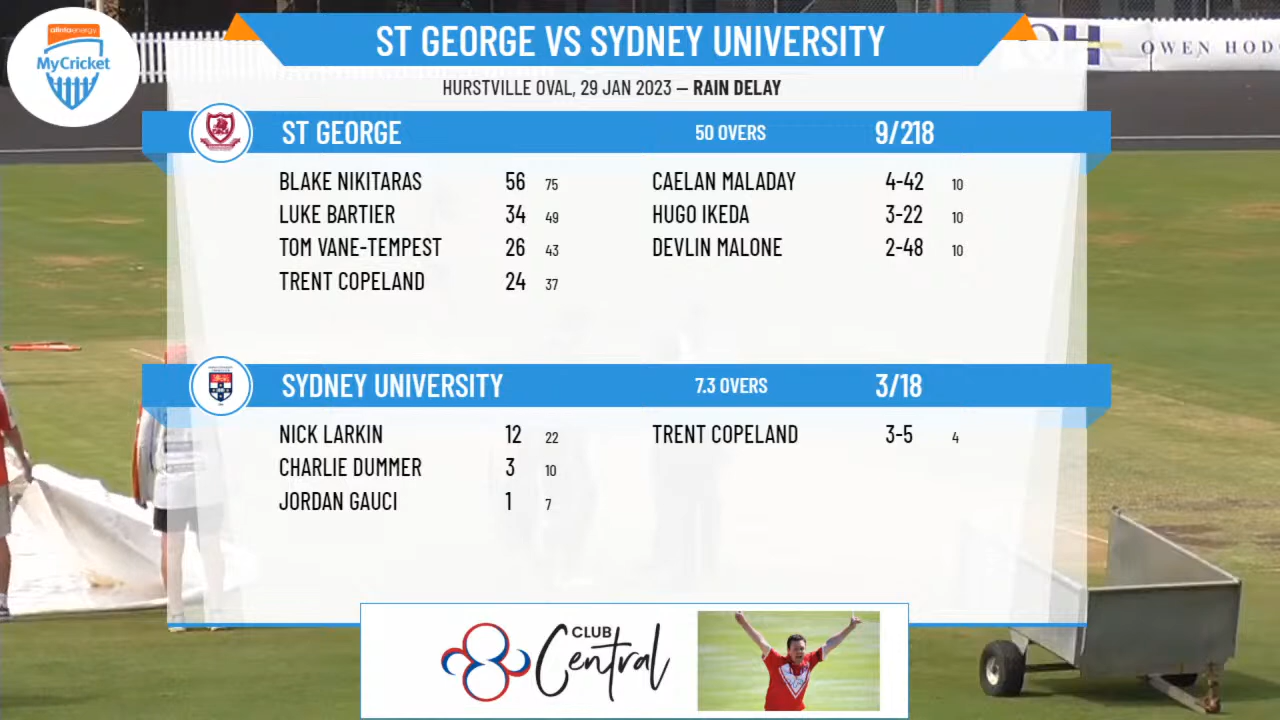 alintaenergy
MyCricket
ST GEORGE VS SYDNEY UNIVERSITY
OWEN HODG
HURSTVILLE OVAL, 29 JAN 2023 – RAIN DELAY
ST GEORGE 50 OVERS 9/218
BLAKE NIKITARAS 56 75 CAELAN MALADAY 4-42 10
LUKE BARTIER 34 49 HUGO IKEDA 3-22 10
TOM VANE-TEMPEST 26 43 DEVLIN MALONE 2-48 10
TRENT COPELAND 24 37
SYDNEY UNIVERSITY 7.3 OVERS 3/18
NICK LARKIN 12 22 TRENT COPELAND 3-5 4
CHARLIE DUMMER 3 10
JORDAN GAUCI 1 7
CLUB
Central